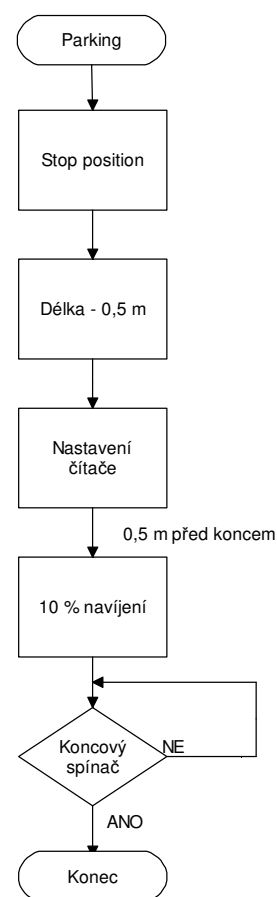 Parking
Stop position
Délka - 0,5 m
Nastavení
čítače
0,5 m před koncem
10 % navíjení
Koncový
spínač
NE
ANO
Konec